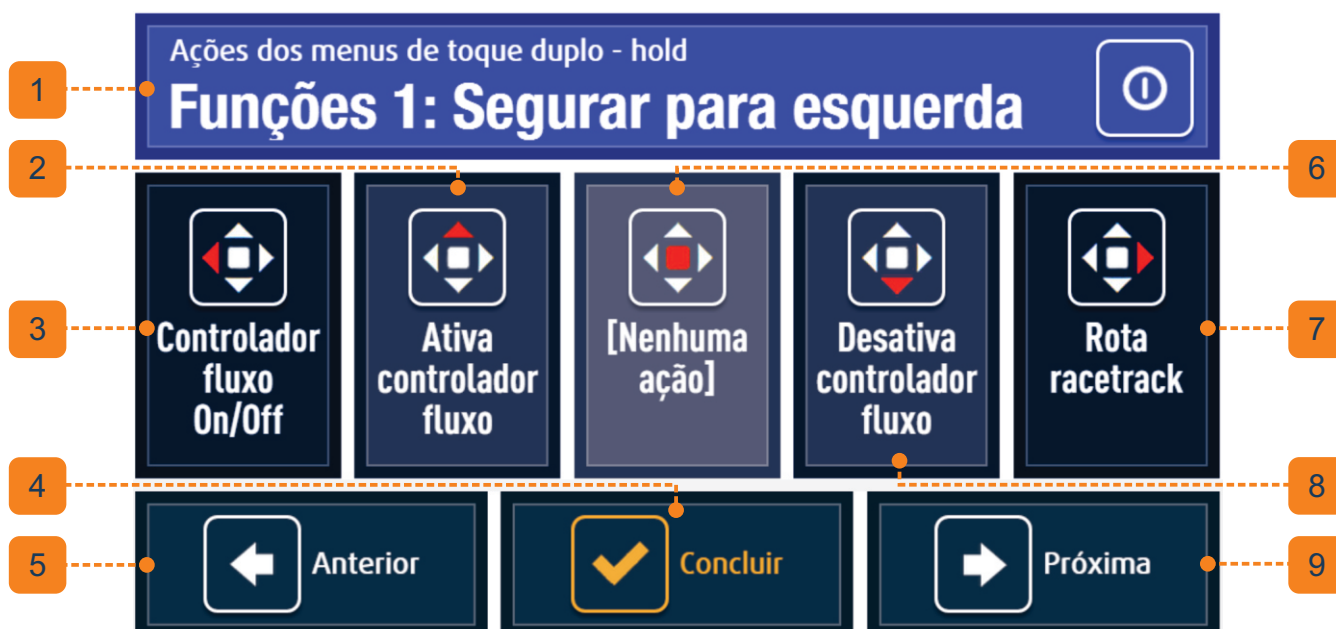 Ações dos menus de toque duplo - hold
Funções 1: Segurar para esquerda
1
2
6
3
Controlador
fluxo
On/Off
Ativa
controlador
fluxo
[Nenhuma
ação]
Desativa
controlador
fluxo
Rota
racetrack
7
4
8
5
Anterior
Concluir
Próxima
9